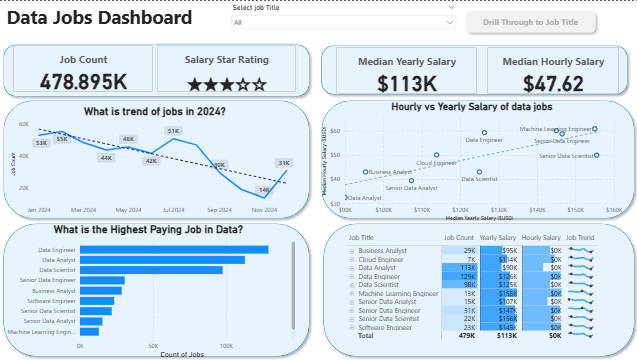 Data Jobs Dashboard
Select job Title
All
Drill Through to Job Title
Job Count
478.895K
Salary Star Rating
★★★☆☆
Median Yearly Salary
$113K
Median Hourly Salary
$47.62
What is trend of jobs in 2024?
Job Count
60K
40K
20K
53K
55K
44K
46K
42K
51K
30K
14K
31K
Jan 2024
Mar 2024
May 2024
Jul 2024
Sep 2024
Nov 2024
Hourly vs Yearly Salary of data jobs
Median Hourly Salary (USD)
$60
$50
$40
$30
Machine Learning Engineer
Data Engineer
Senior Data Engineer
Senior Data Scientist
Cloud Engineer
Business Analyst
Data Scientist
Senior Data Analyst
Data Analyst
$90K
$100K
$110K
$120K
$130K
$140K
$150K
$160K
Median Yearly Salary ($USD)
What is the Highest Paying Job in Data?
Data Engineer
Data Analyst
Data Scientist
Senior Data Engineer
Business Analyst
Software Engineer
Senior Data Scientist
Senior Data Analyst
Machine Learning Engin...
0K
50K
100K
Count of Jobs
Job Title Job Count Yearly Salary Hourly Salary Job Trend
Business Analyst 29K $95K $0K
Cloud Engineer 7K $114K $0K
Data Analyst 113K $90K $0K
Data Engineer 129K $126K $0K
Data Scientist 98K $125K $0K
Machine Learning Engineer 13K $155K $0K
Senior Data Analyst 15K $107K $0K
Senior Data Engineer 31K $147K $0K
Senior Data Scientist 22K $156K $0K
Software Engineer 23K $145K $0K
Total 479K $113K $0K